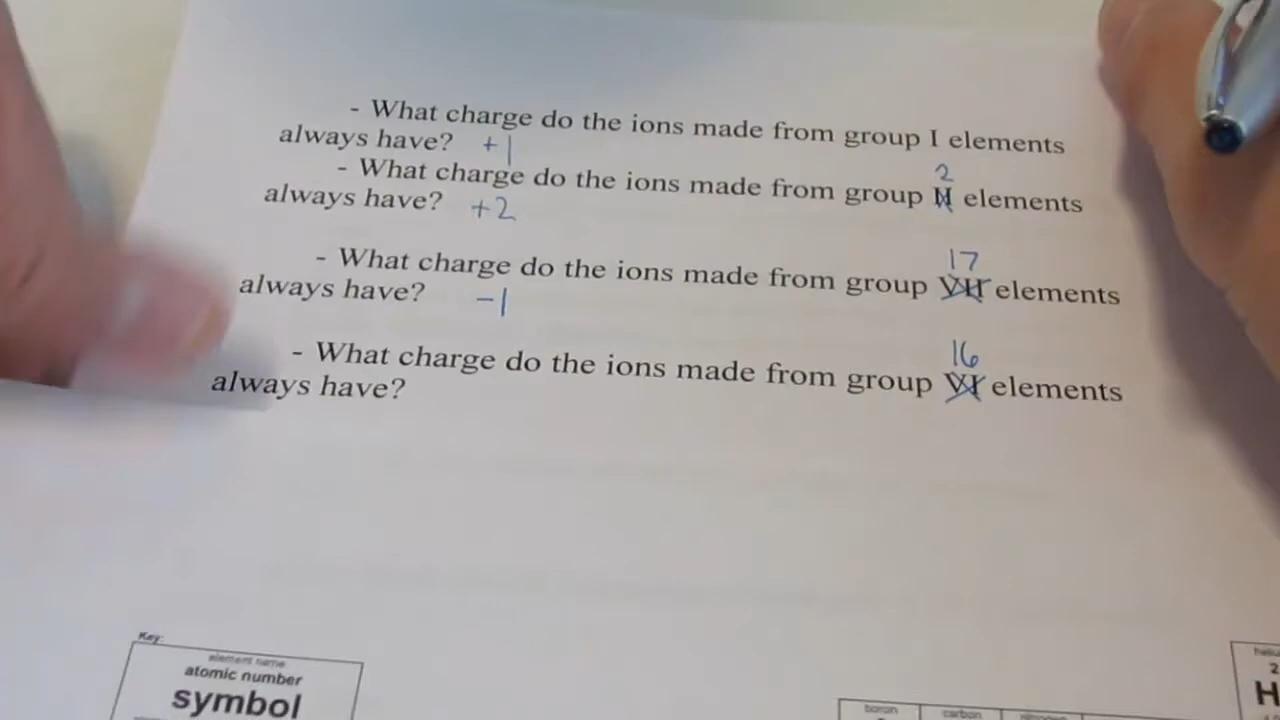 - What charge do the ions made from group I elements
always have? +1
2
- What charge do the ions made from group II elements
always have? +2
17
- What charge do the ions made from group VII elements
always have? -1
16
- What charge do the ions made from group VI elements
always have?
Key:
element name
atomic number
symbol
boron carbon
2
H